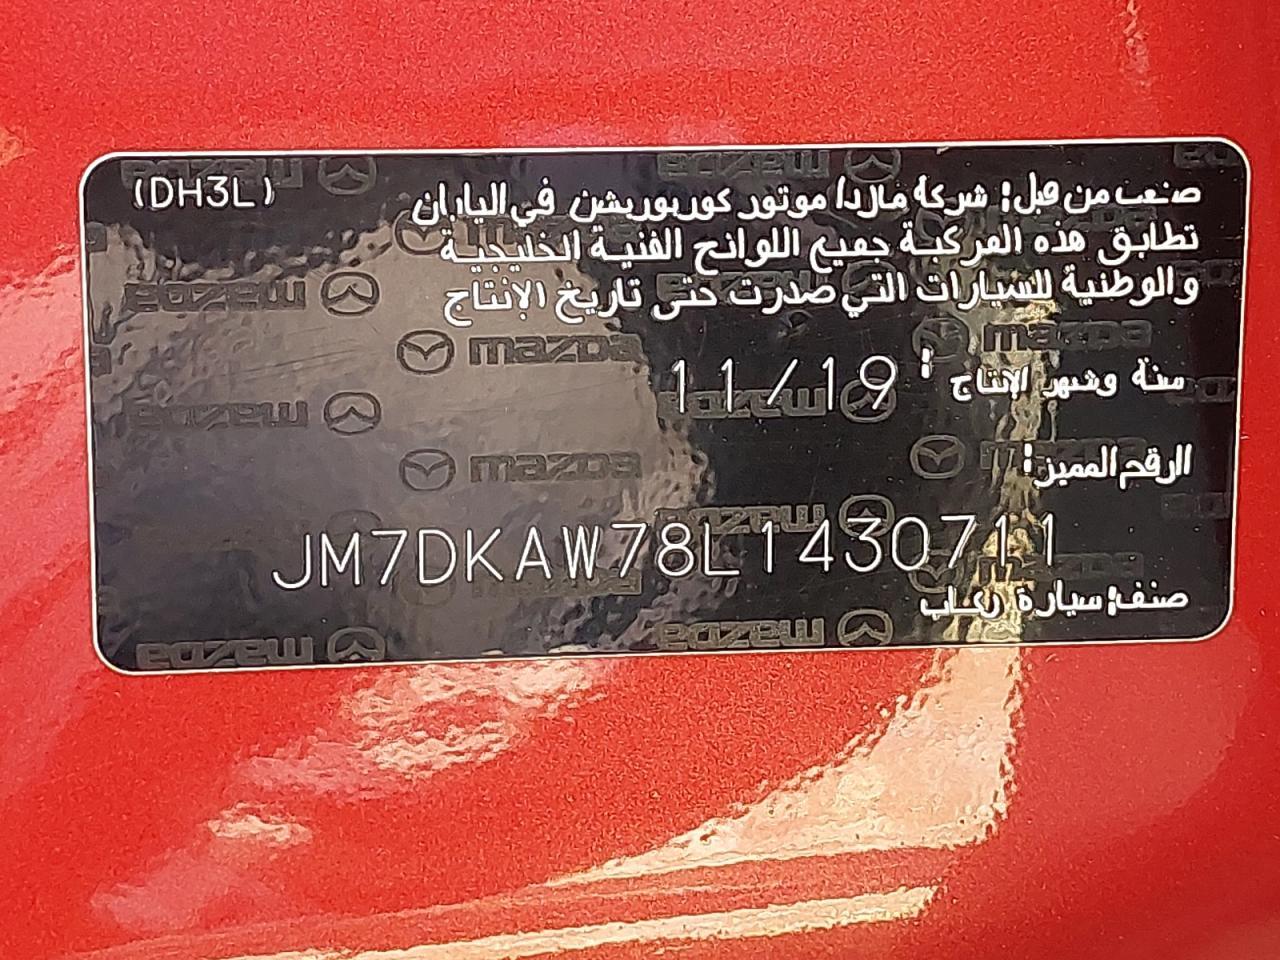 (DH3L)
صنعت من قبل: شركة مازدا موتور كوربوريشن في اليابان
تطابق هذه المركبة جميع اللوائح الفنية الخليجية
والوطنية للسيارات التي صدرت حتى تاريخ الإنتاج
سنة وشهر الإنتاج: 11/19
الرقم المميز:
JM7DKAW78L1430711
صنف: سيارة ركاب